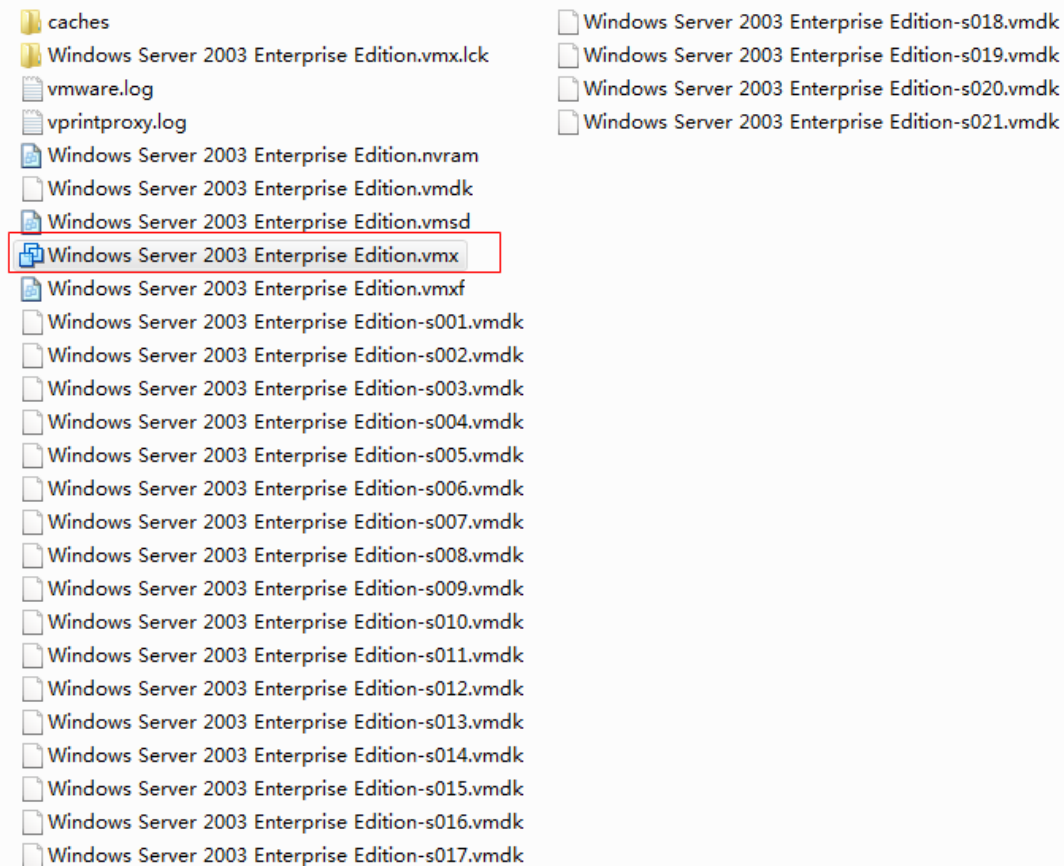 caches
Windows Server 2003 Enterprise Edition.vmx.lck
vmware.log
vprintproxy.log
Windows Server 2003 Enterprise Edition.nvram
Windows Server 2003 Enterprise Edition.vmdk
Windows Server 2003 Enterprise Edition.vmsd
Windows Server 2003 Enterprise Edition.vmx
Windows Server 2003 Enterprise Edition.vmxf
Windows Server 2003 Enterprise Edition-s001.vmdk
Windows Server 2003 Enterprise Edition-s002.vmdk
Windows Server 2003 Enterprise Edition-s003.vmdk
Windows Server 2003 Enterprise Edition-s004.vmdk
Windows Server 2003 Enterprise Edition-s005.vmdk
Windows Server 2003 Enterprise Edition-s006.vmdk
Windows Server 2003 Enterprise Edition-s007.vmdk
Windows Server 2003 Enterprise Edition-s008.vmdk
Windows Server 2003 Enterprise Edition-s009.vmdk
Windows Server 2003 Enterprise Edition-s010.vmdk
Windows Server 2003 Enterprise Edition-s011.vmdk
Windows Server 2003 Enterprise Edition-s012.vmdk
Windows Server 2003 Enterprise Edition-s013.vmdk
Windows Server 2003 Enterprise Edition-s014.vmdk
Windows Server 2003 Enterprise Edition-s015.vmdk
Windows Server 2003 Enterprise Edition-s016.vmdk
Windows Server 2003 Enterprise Edition-s017.vmdk
Windows Server 2003 Enterprise Edition-s018.vmdk
Windows Server 2003 Enterprise Edition-s019.vmdk
Windows Server 2003 Enterprise Edition-s020.vmdk
Windows Server 2003 Enterprise Edition-s021.vmdk